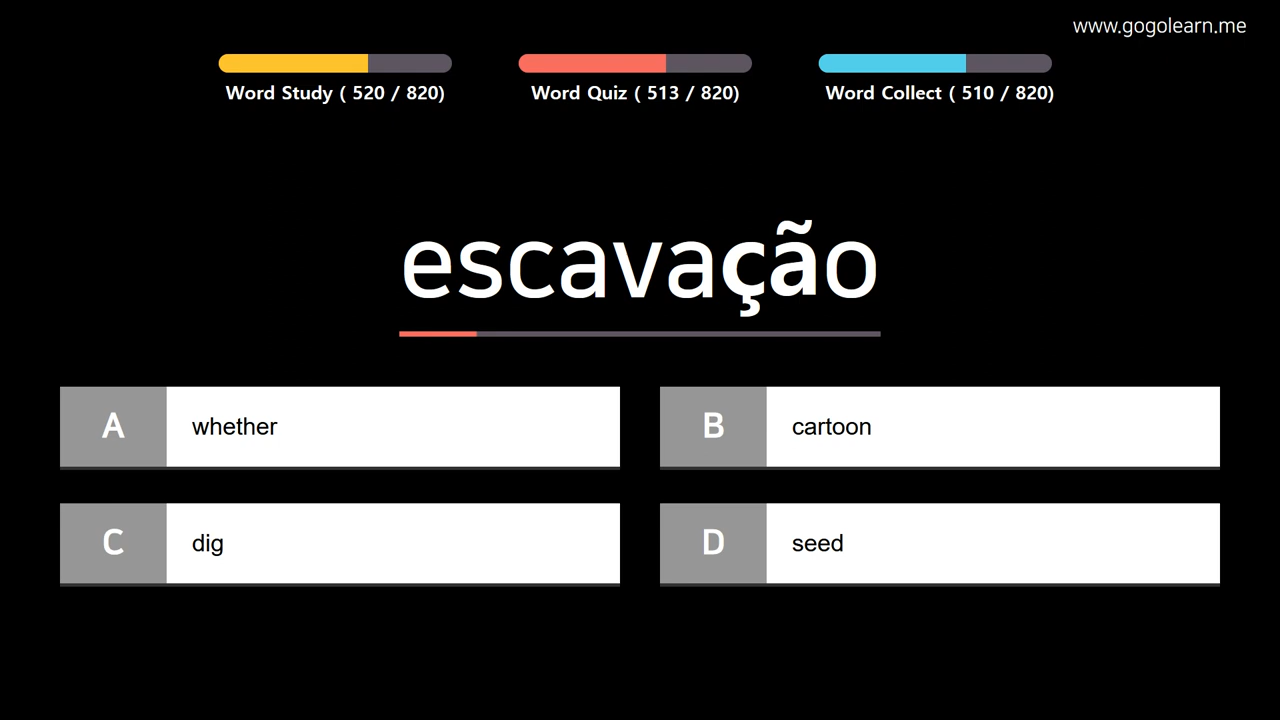 www.gogolearn.me
Word Study ( 520 / 820)
Word Quiz ( 513 / 820)
Word Collect ( 510 / 820)
escavação
A whether
B cartoon
C dig
D seed